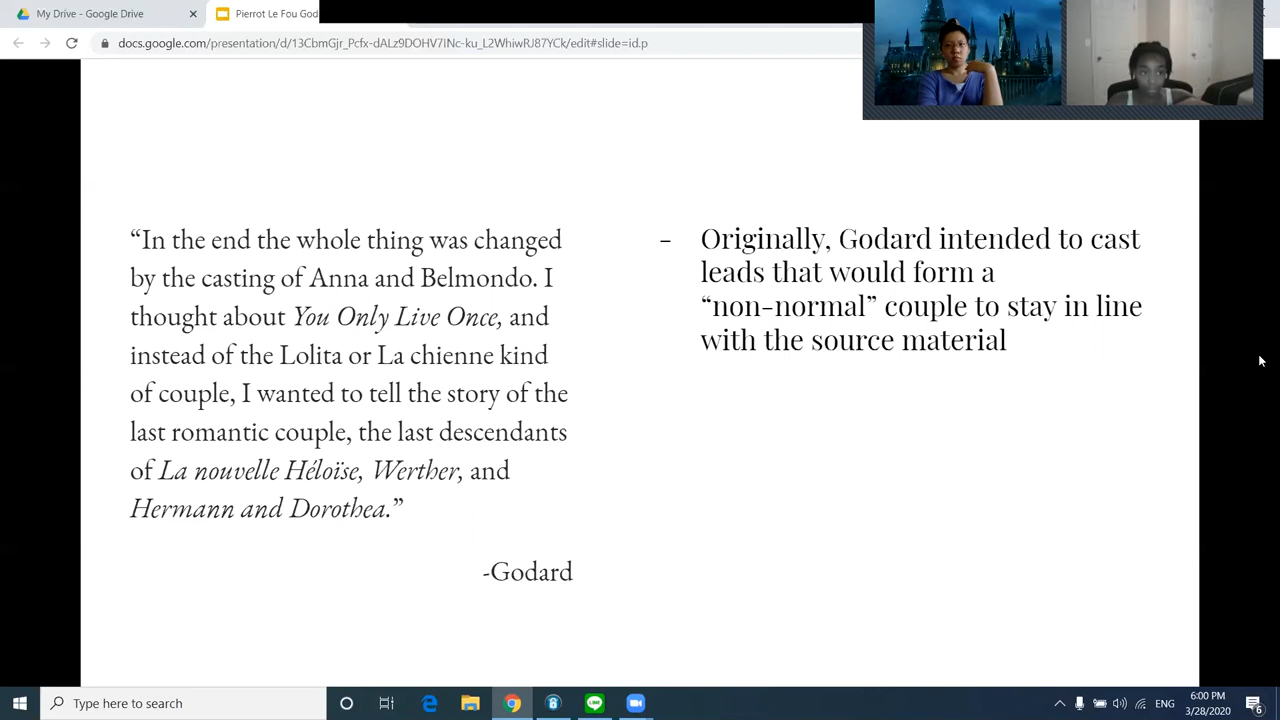 My Drive - Google Drive
Pierrot Le Fou God
docs.google.com/presentation/d/13CbmGjr_Pcfx-dALz9DOHV7INc-ku_L2WhiwRJ87YCk/edit#slide=id.p
“In the end the whole thing was changed
by the casting of Anna and Belmondo. I
thought about You Only Live Once, and
instead of the Lolita or La chienne kind
of couple, I wanted to tell the story of the
last romantic couple, the last descendants
of La nouvelle Héloïse, Werther, and
Hermann and Dorothea.”
-Godard
- Originally, Godard intended to cast
leads that would form a
“non-normal” couple to stay in line
with the source material
Type here to search
ENG
6:00 PM
3/28/2020
6